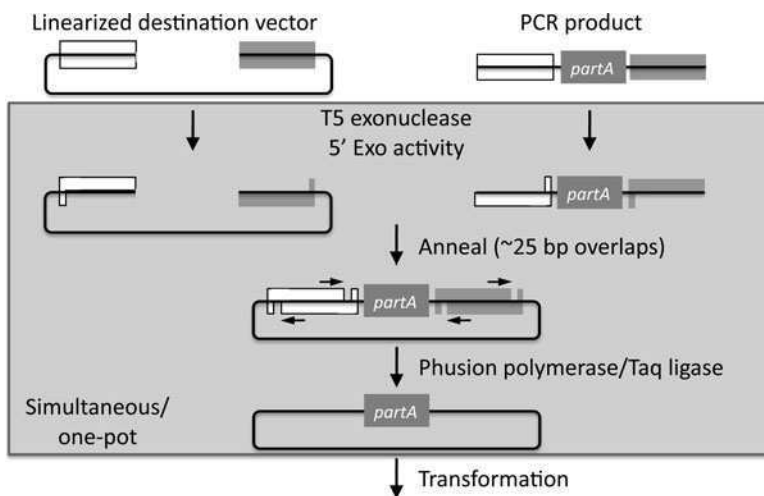 Linearized destination vector
PCR product
partA
T5 exonuclease
5' Exo activity
partA
Anneal (~25 bp overlaps)
partA
Phusion polymerase/Taq ligase
Simultaneous/
one-pot
partA
Transformation